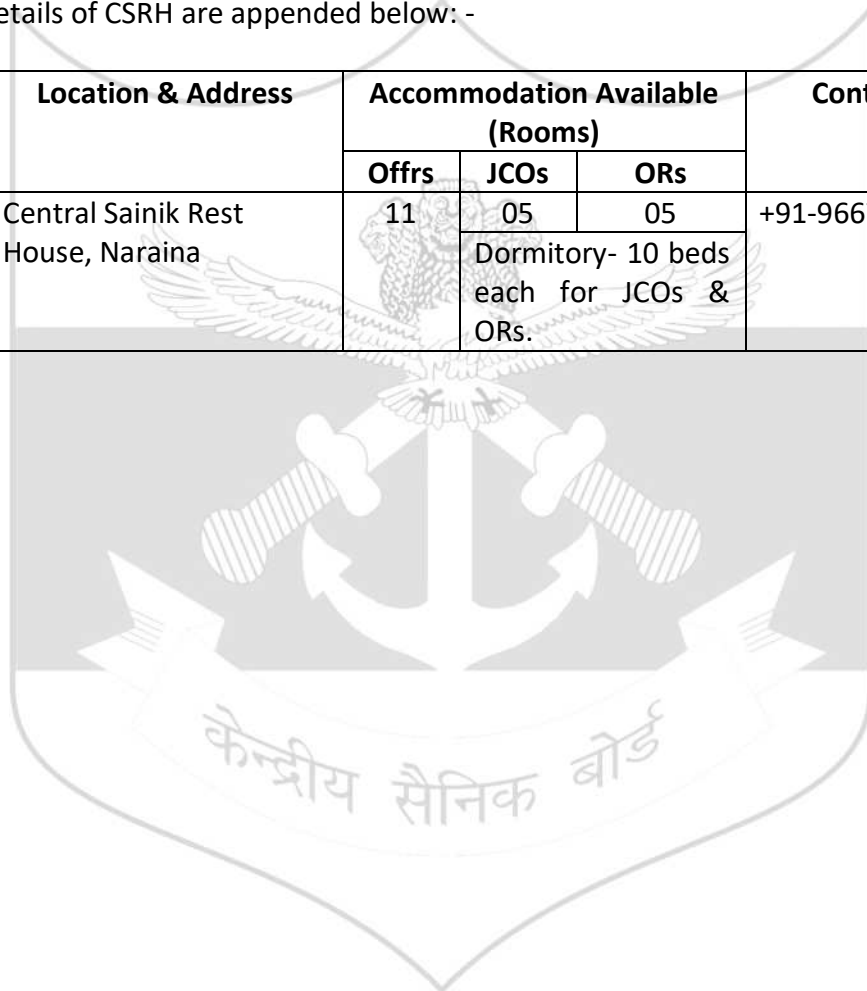 etails of CSRH are appended below: -
Location & Address
Accommodation Available
(Rooms)
Cont
Offrs
JCOs
ORs
Central Sainik Rest
House, Naraina
11
05
05
+91-966
Dormitory- 10 beds
each for JCOs &
ORs.
केन्द्रीय सैनिक बोर्ड